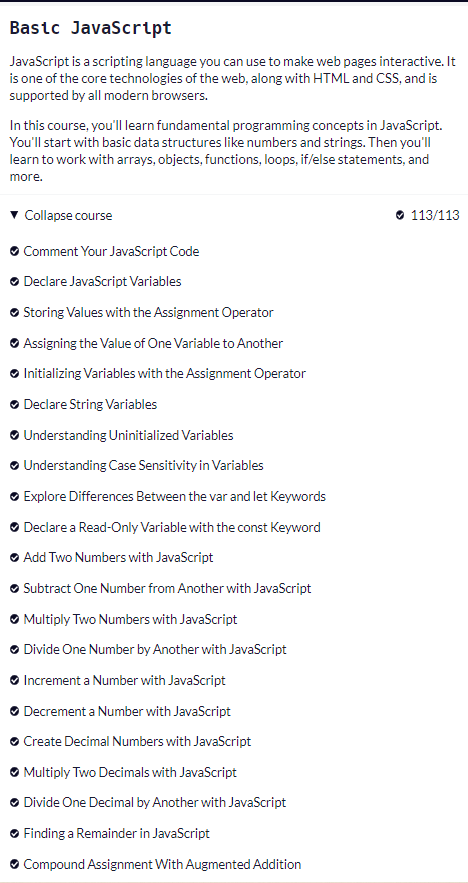 Basic JavaScript
JavaScript is a scripting language you can use to make web pages interactive. It
is one of the core technologies of the web, along with HTML and CSS, and is
supported by all modern browsers.
In this course, you'll learn fundamental programming concepts in JavaScript.
You'll start with basic data structures like numbers and strings. Then you'll
learn to work with arrays, objects, functions, loops, if/else statements, and
more.
Collapse course 113/113
Comment Your JavaScript Code
Declare JavaScript Variables
Storing Values with the Assignment Operator
Assigning the Value of One Variable to Another
Initializing Variables with the Assignment Operator
Declare String Variables
Understanding Uninitialized Variables
Understanding Case Sensitivity in Variables
Explore Differences Between the var and let Keywords
Declare a Read-Only Variable with the const Keyword
Add Two Numbers with JavaScript
Subtract One Number from Another with JavaScript
Multiply Two Numbers with JavaScript
Divide One Number by Another with JavaScript
Increment a Number with JavaScript
Decrement a Number with JavaScript
Create Decimal Numbers with JavaScript
Multiply Two Decimals with JavaScript
Divide One Decimal by Another with JavaScript
Finding a Remainder in JavaScript
Compound Assignment With Augmented Addition